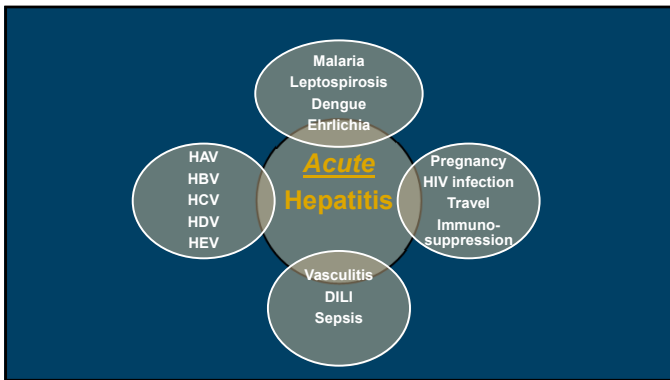 Malaria
Leptospirosis
Dengue
Ehrlichia
HAV
HBV
HCV
HDV
HEV
Acute
Hepatitis
Pregnancy
HIV infection
Travel
Immuno-
suppression
Vasculitis
DILI
Sepsis